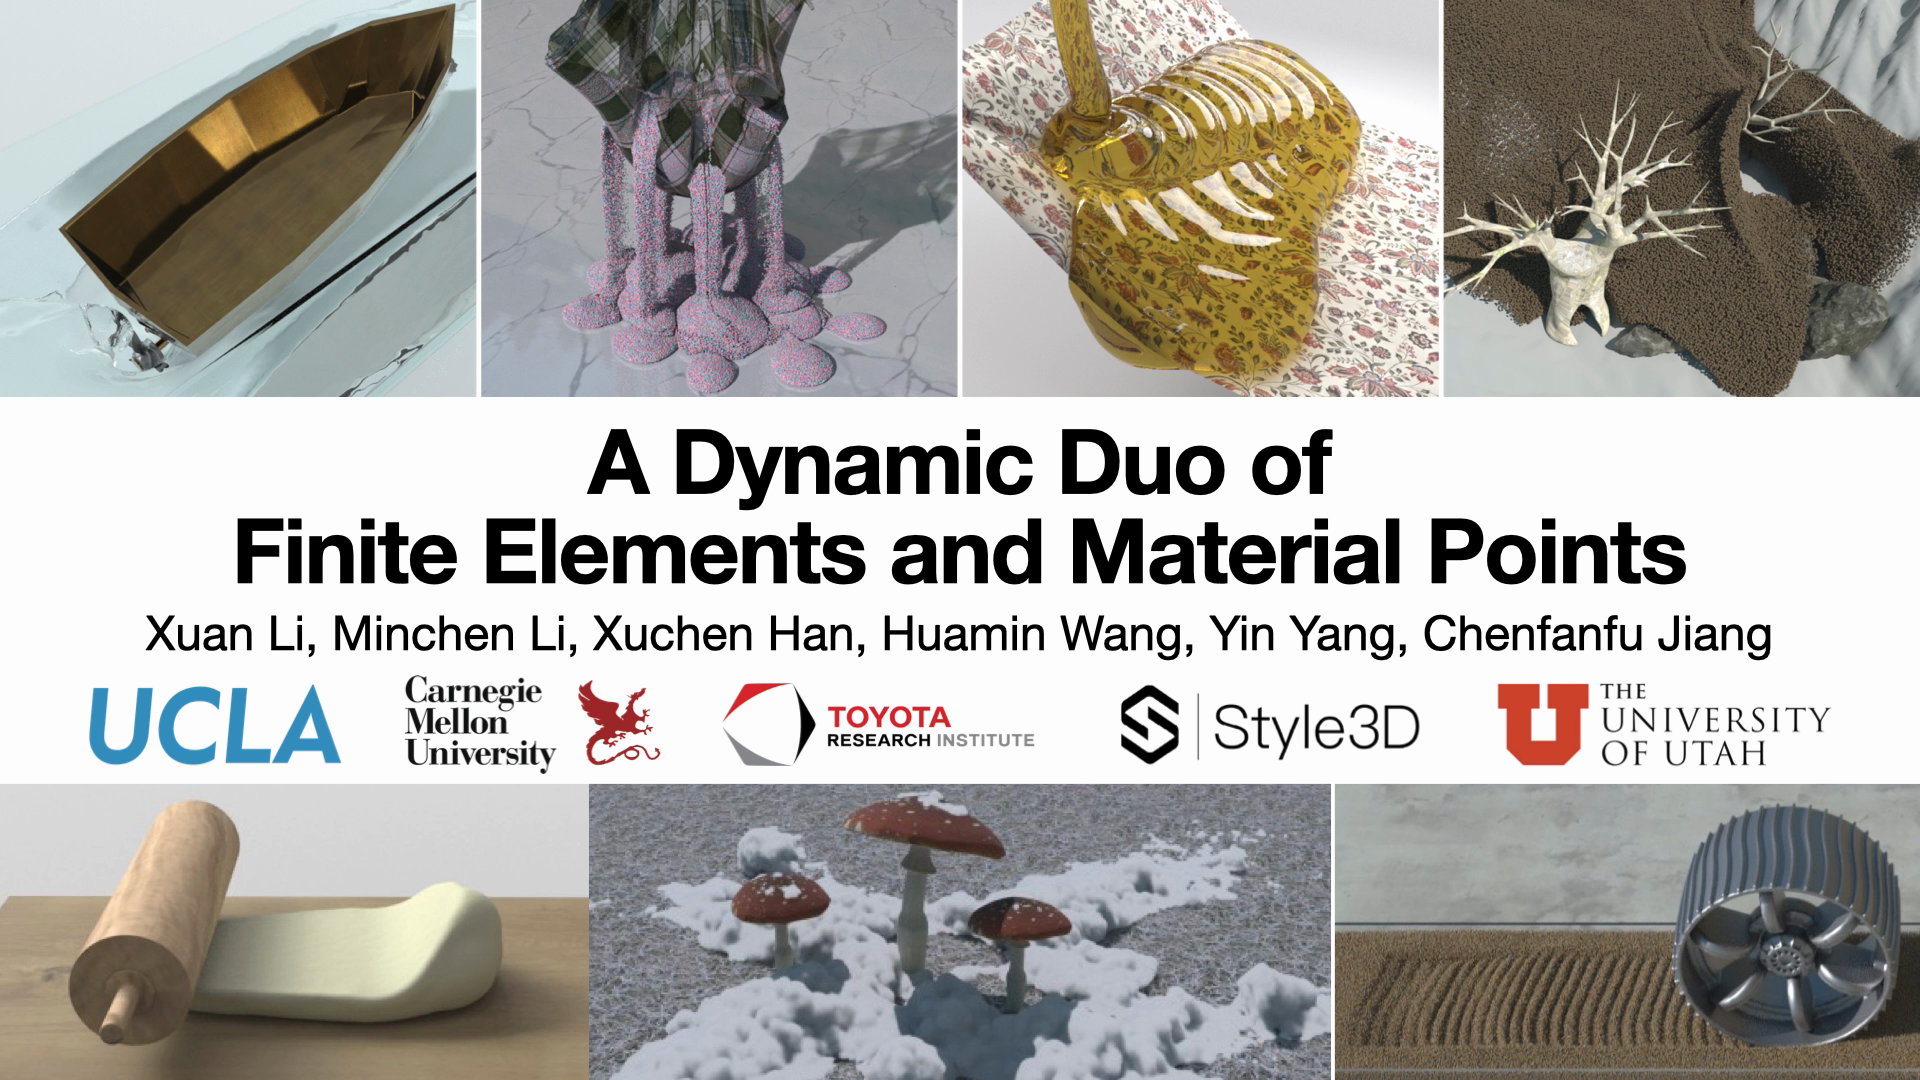 A Dynamic Duo of
Finite Elements and Material Points
Xuan Li, Minchen Li, Xuchen Han, Huamin Wang, Yin Yang, Chenfanfu Jiang
UCLA
Carnegie
Mellon
University
TOYOTA
RESEARCH INSTITUTE
Style3D
THE
UNIVERSITY
OF UTAH